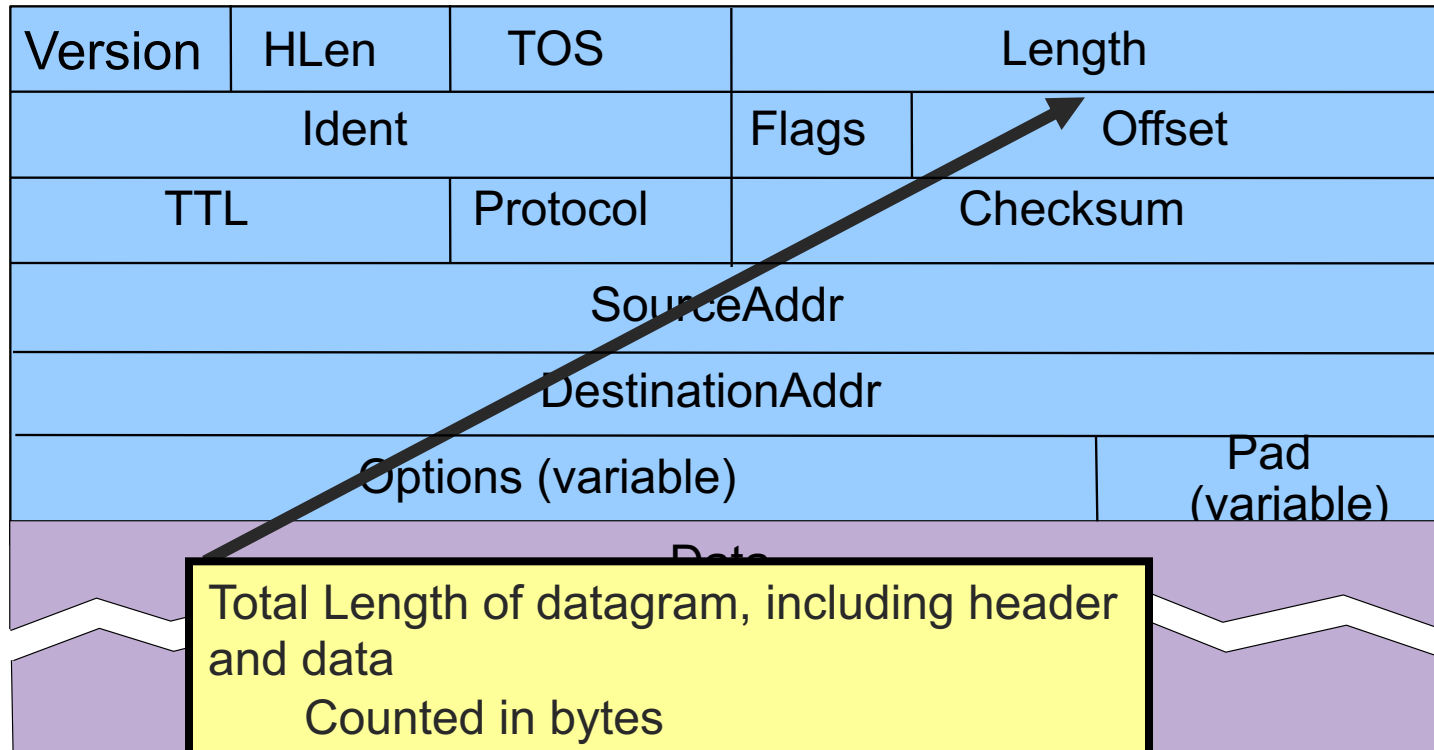 Version HLen TOS Length
Ident Flags Offset
TTL Protocol Checksum
SourceAddr
DestinationAddr
Options (variable) Pad
(variable)
Data
Total Length of datagram, including header
and data
Counted in bytes